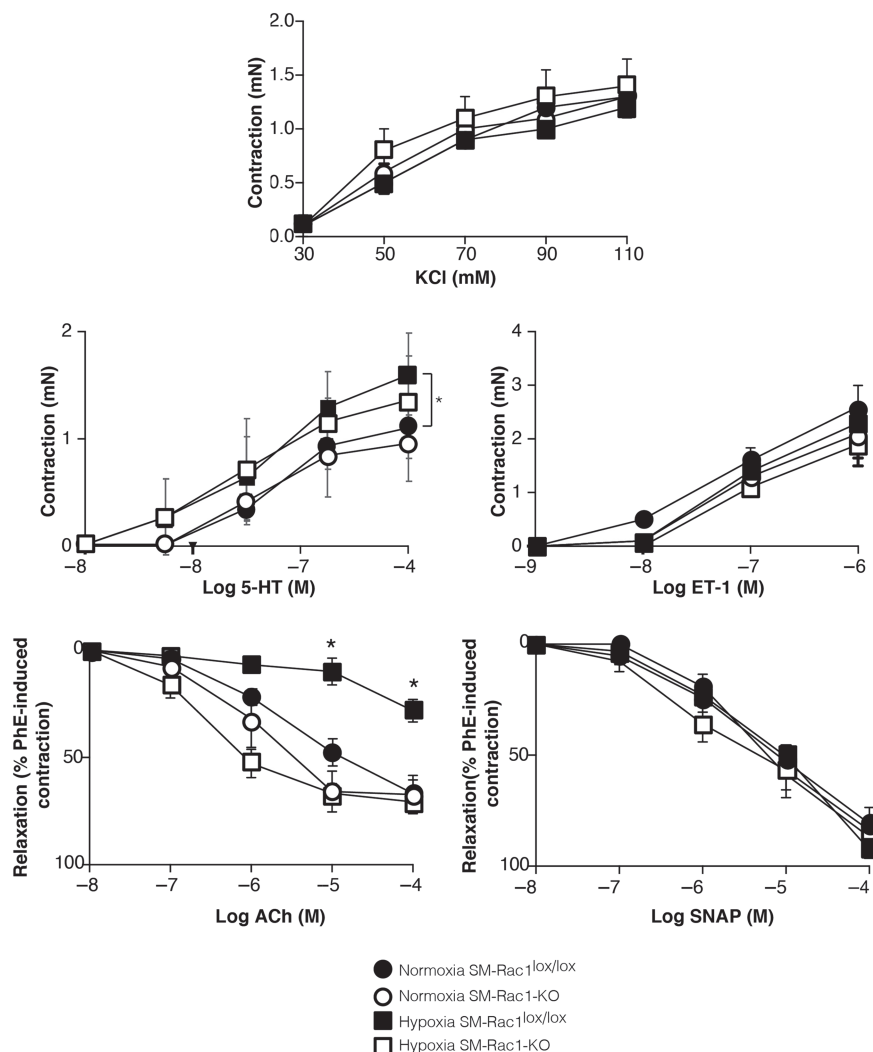 2.0
1.5
1.0
0.5
0.0
Contraction (mN)
30 50 70 90 110
KCl (mM)
2
1
0
Contraction (mN)
–8 –8 –7 –4
Log 5-HT (M)
*
4
3
2
1
0
Contraction (mN)
–9 –8 –7 –6
Log ET-1 (M)
0
50
100
Relaxation (% PhE-induced
contraction)
* *
–8 –7 –6 –5 –4
Log ACh (M)
0
50
100
Relaxation(% PhE-induced
contraction)
–8 –7 –6 –5 –4
Log SNAP (M)
Normoxia SM-Rac1lox/lox
Normoxia SM-Rac1-KO
Hypoxia SM-Rac1lox/lox
Hypoxia SM-Rac1-KO